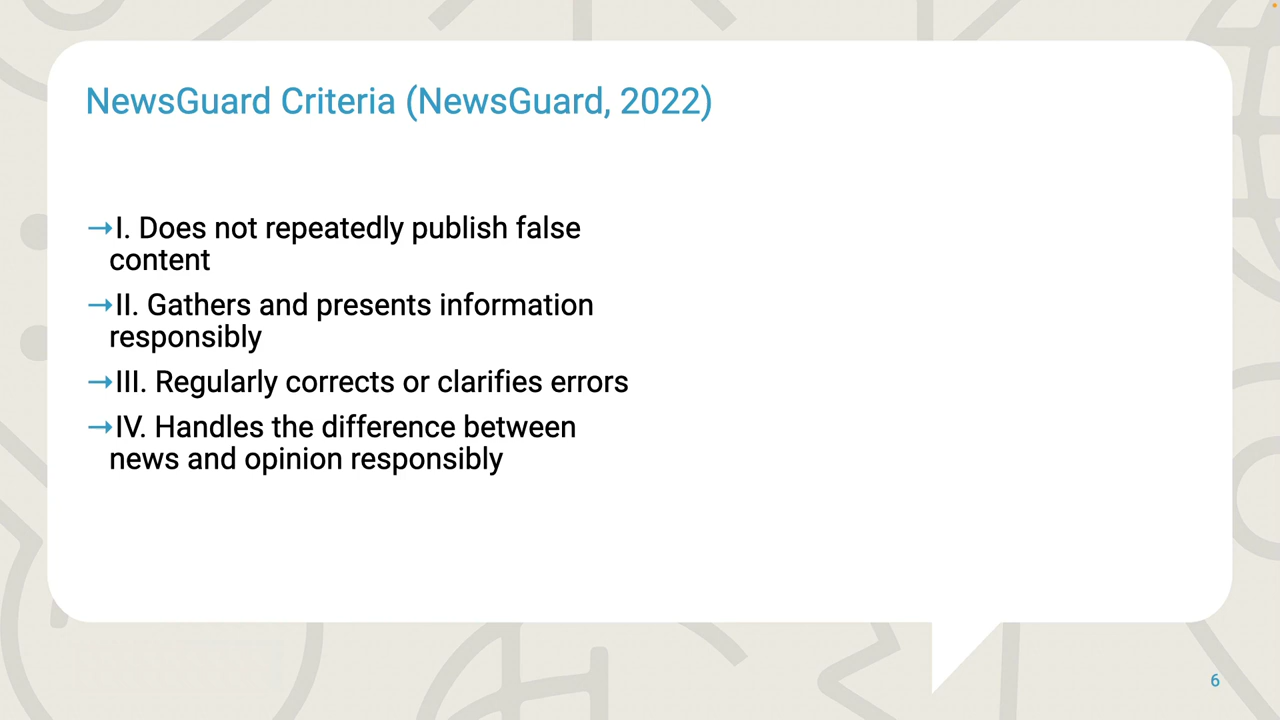 NewsGuard Criteria (NewsGuard, 2022)
→I. Does not repeatedly publish false
content
→II. Gathers and presents information
responsibly
→III. Regularly corrects or clarifies errors
→IV. Handles the difference between
news and opinion responsibly
6